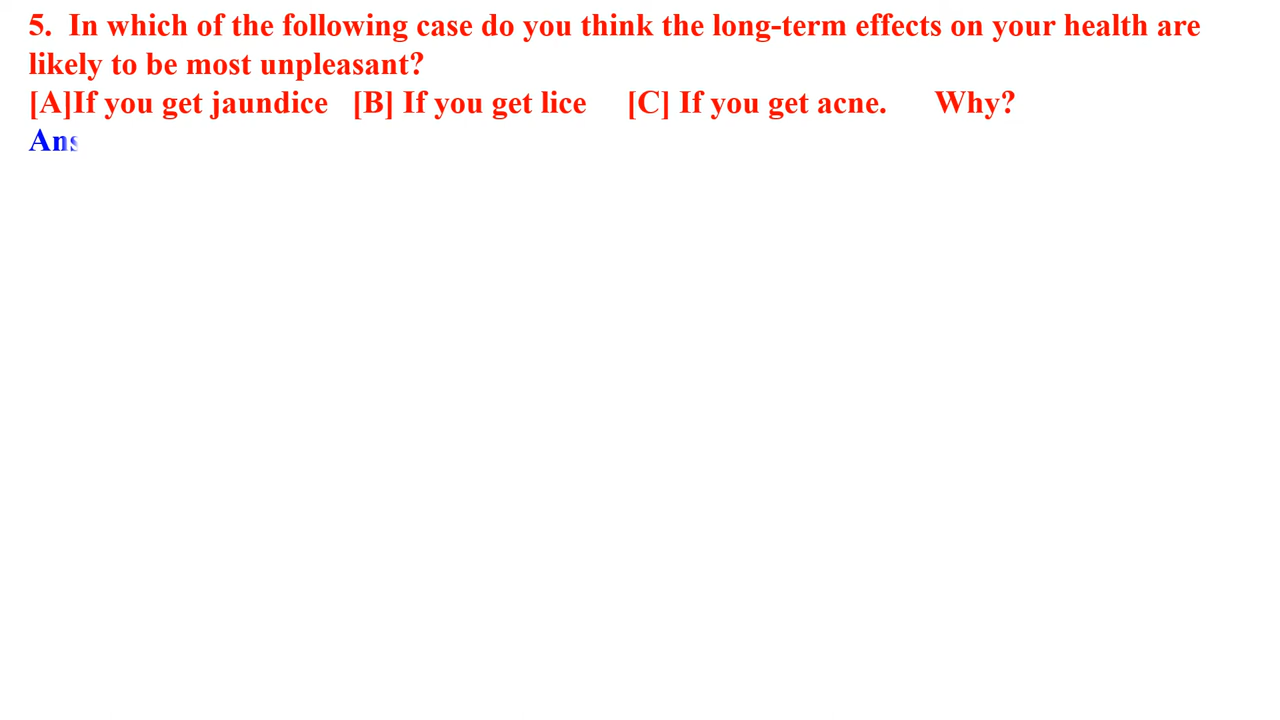 5. In which of the following case do you think the long-term effects on your health are
likely to be most unpleasant?
[A]If you get jaundice [B] If you get lice [C] If you get acne. Why?
Ans